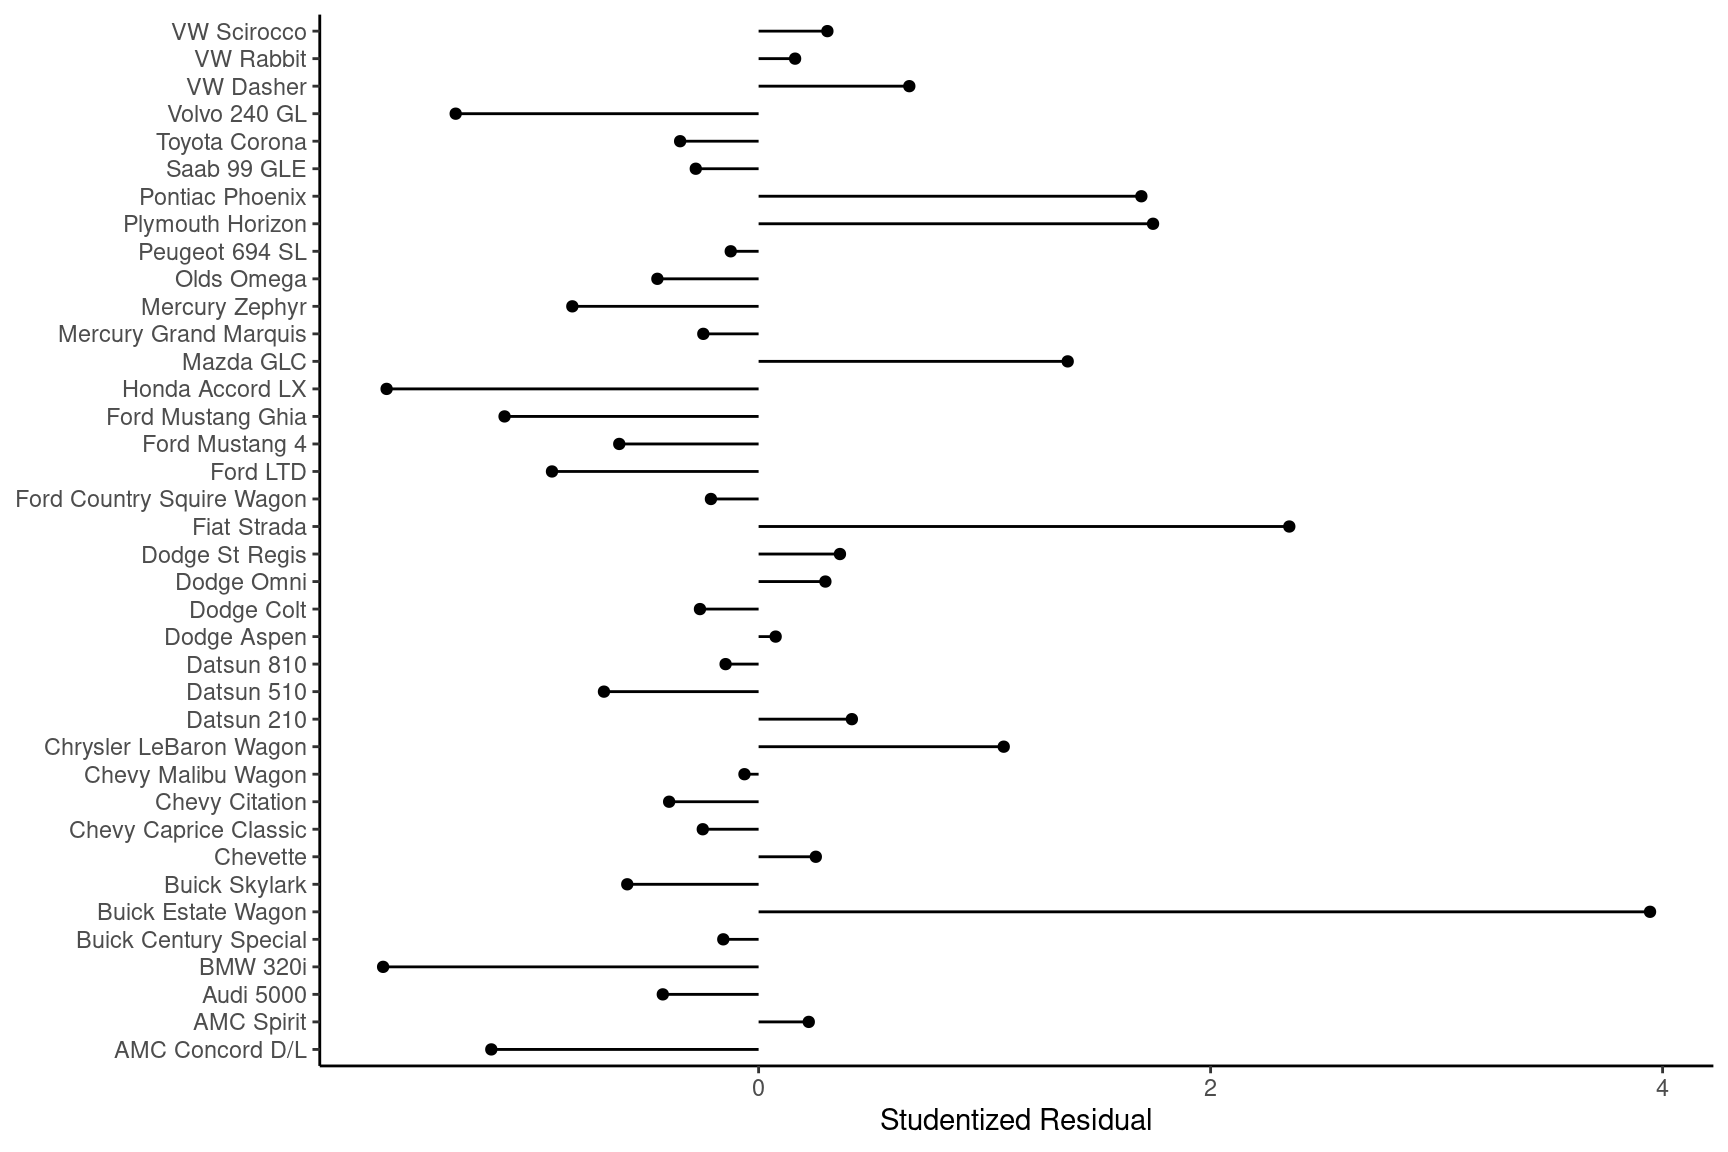 VW Scirocco
VW Rabbit
VW Dasher
Volvo 240 GL
Toyota Corona
Saab 99 GLE
Pontiac Phoenix
Plymouth Horizon
Peugeot 694 SL
Olds Omega
Mercury Zephyr
Mercury Grand Marquis
Mazda GLC
Honda Accord LX
Ford Mustang Ghia
Ford Mustang 4
Ford LTD
Ford Country Squire Wagon
Fiat Strada
Dodge St Regis
Dodge Omni
Dodge Colt
Dodge Aspen
Datsun 810
Datsun 510
Datsun 210
Chrysler LeBaron Wagon
Chevy Malibu Wagon
Chevy Citation
Chevy Caprice Classic
Chevette
Buick Skylark
Buick Estate Wagon
Buick Century Special
BMW 320i
Audi 5000
AMC Spirit
AMC Concord D/L
0 2 4
Studentized Residual